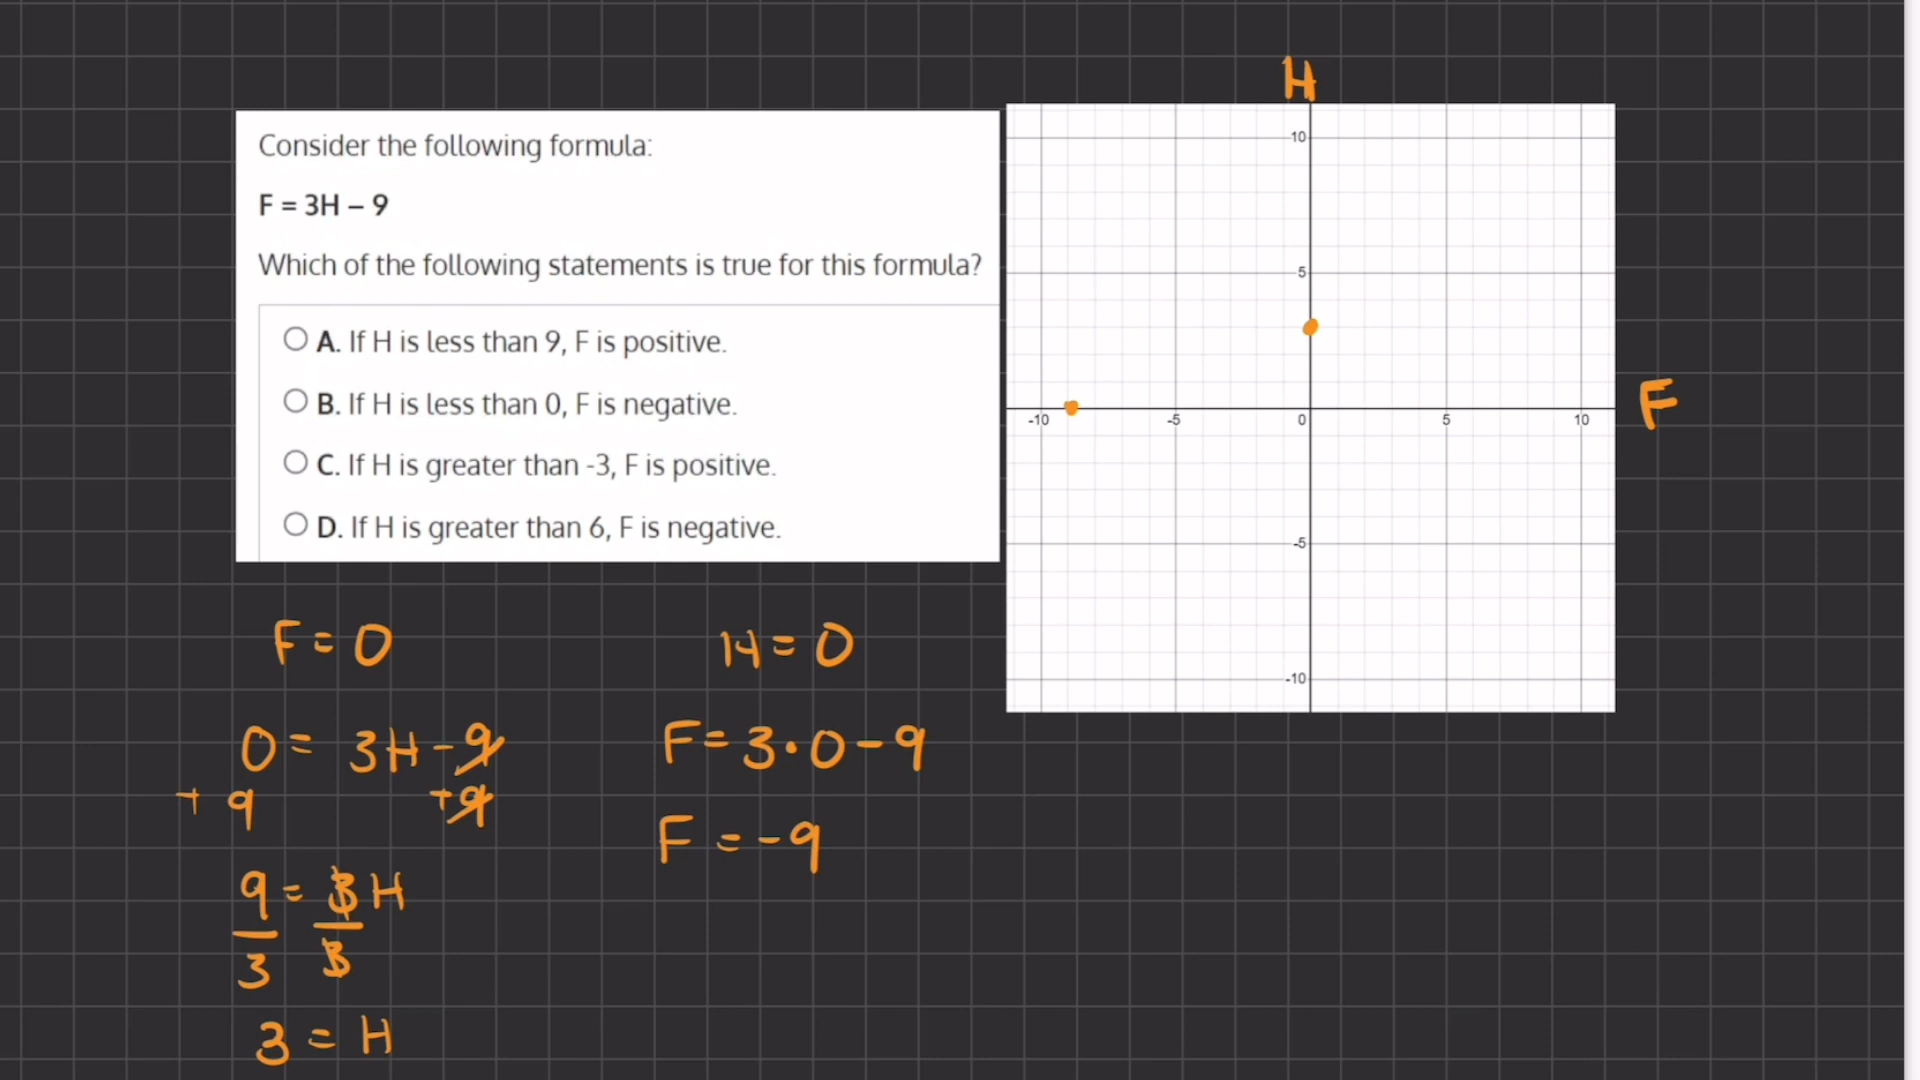 Consider the following formula:
F = 3H – 9
Which of the following statements is true for this formula?
A. If H is less than 9, F is positive.
B. If H is less than 0, F is negative.
C. If H is greater than -3, F is positive.
D. If H is greater than 6, F is negative.
H
10
5
-10
-5
0
5
10
F
-5
-10
F = 0
0 = 3H - 9
+ 9 + 9
9 = 3H
3 3
3 = H
H = 0
F = 3 · 0 - 9
F = -9